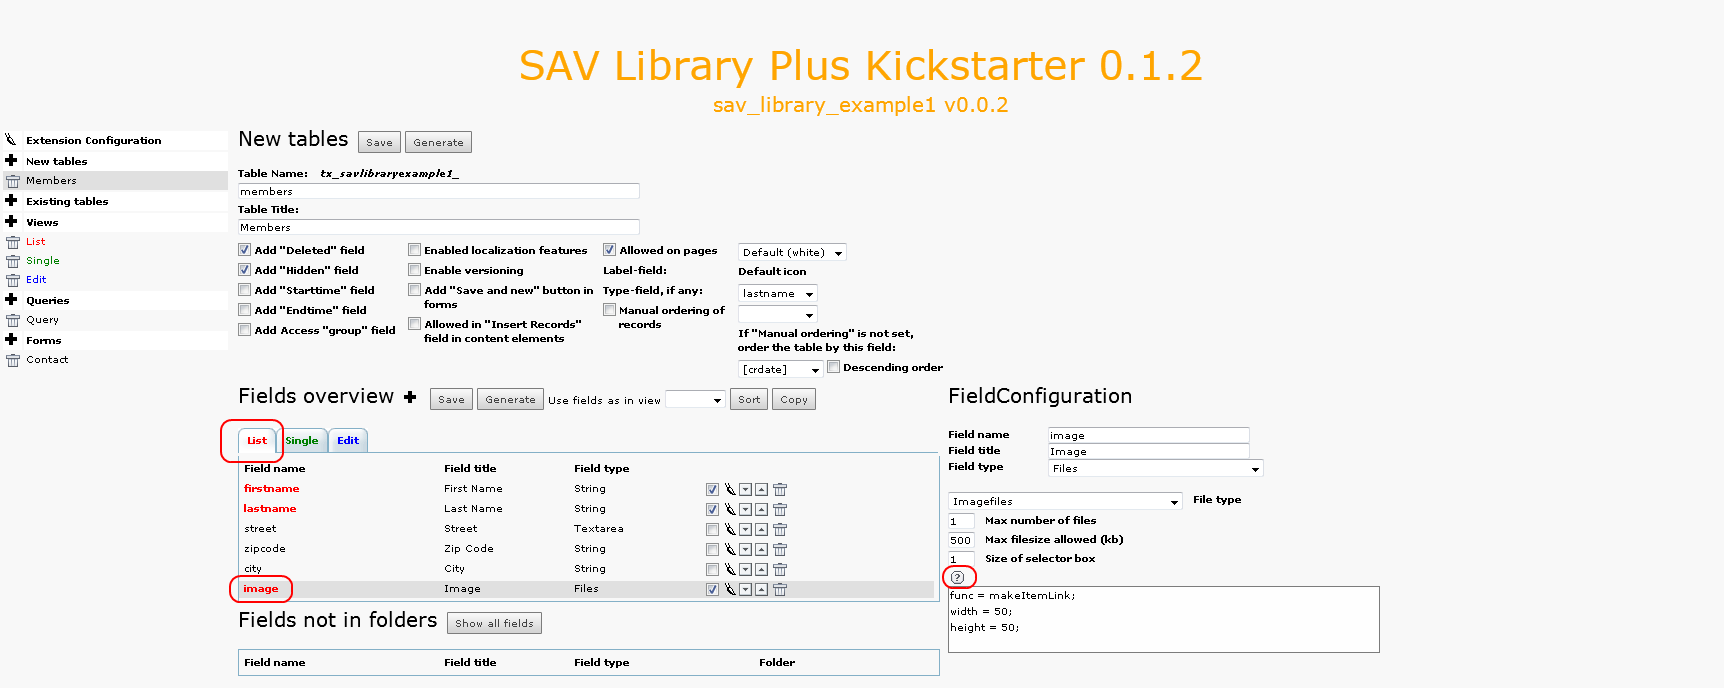 SAV Library Plus Kickstarter 0.1.2
sav_library_example1 v0.0.2
Extension Configuration
New tables
Members
Existing tables
Views
List
Single
Edit
Queries
Query
Forms
Contact
New tables Save Generate
Table Name: tx_savlibraryexample1_
members
Table Title:
Members
Add "Deleted" field
Add "Hidden" field
Add "Starttime" field
Add "Endtime" field
Add Access "group" field
Enabled localization features
Enable versioning
Add "Save and new" button in
forms
Allowed in "Insert Records"
field in content elements
Allowed on pages
Label-field:
Type-field, if any:
Manual ordering of
records
Default (white)
Default icon
lastname
If "Manual ordering" is not set,
order the table by this field:
[crdate] Descending order
Fields overview Save Generate Use fields as in view Sort Copy
List Single Edit
Field name Field title Field type
firstname First Name String
lastname Last Name String
street Street Textarea
zipcode Zip Code String
city City String
image Image Files
Fields not in folders Show all fields
Field name Field title Field type Folder
FieldConfiguration
Field name image
Field title Image
Field type Files
Imagefiles File type
1 Max number of files
500 Max filesize allowed (kb)
1 Size of selector box
?
func = makeItemLink;
width = 50;
height = 50;